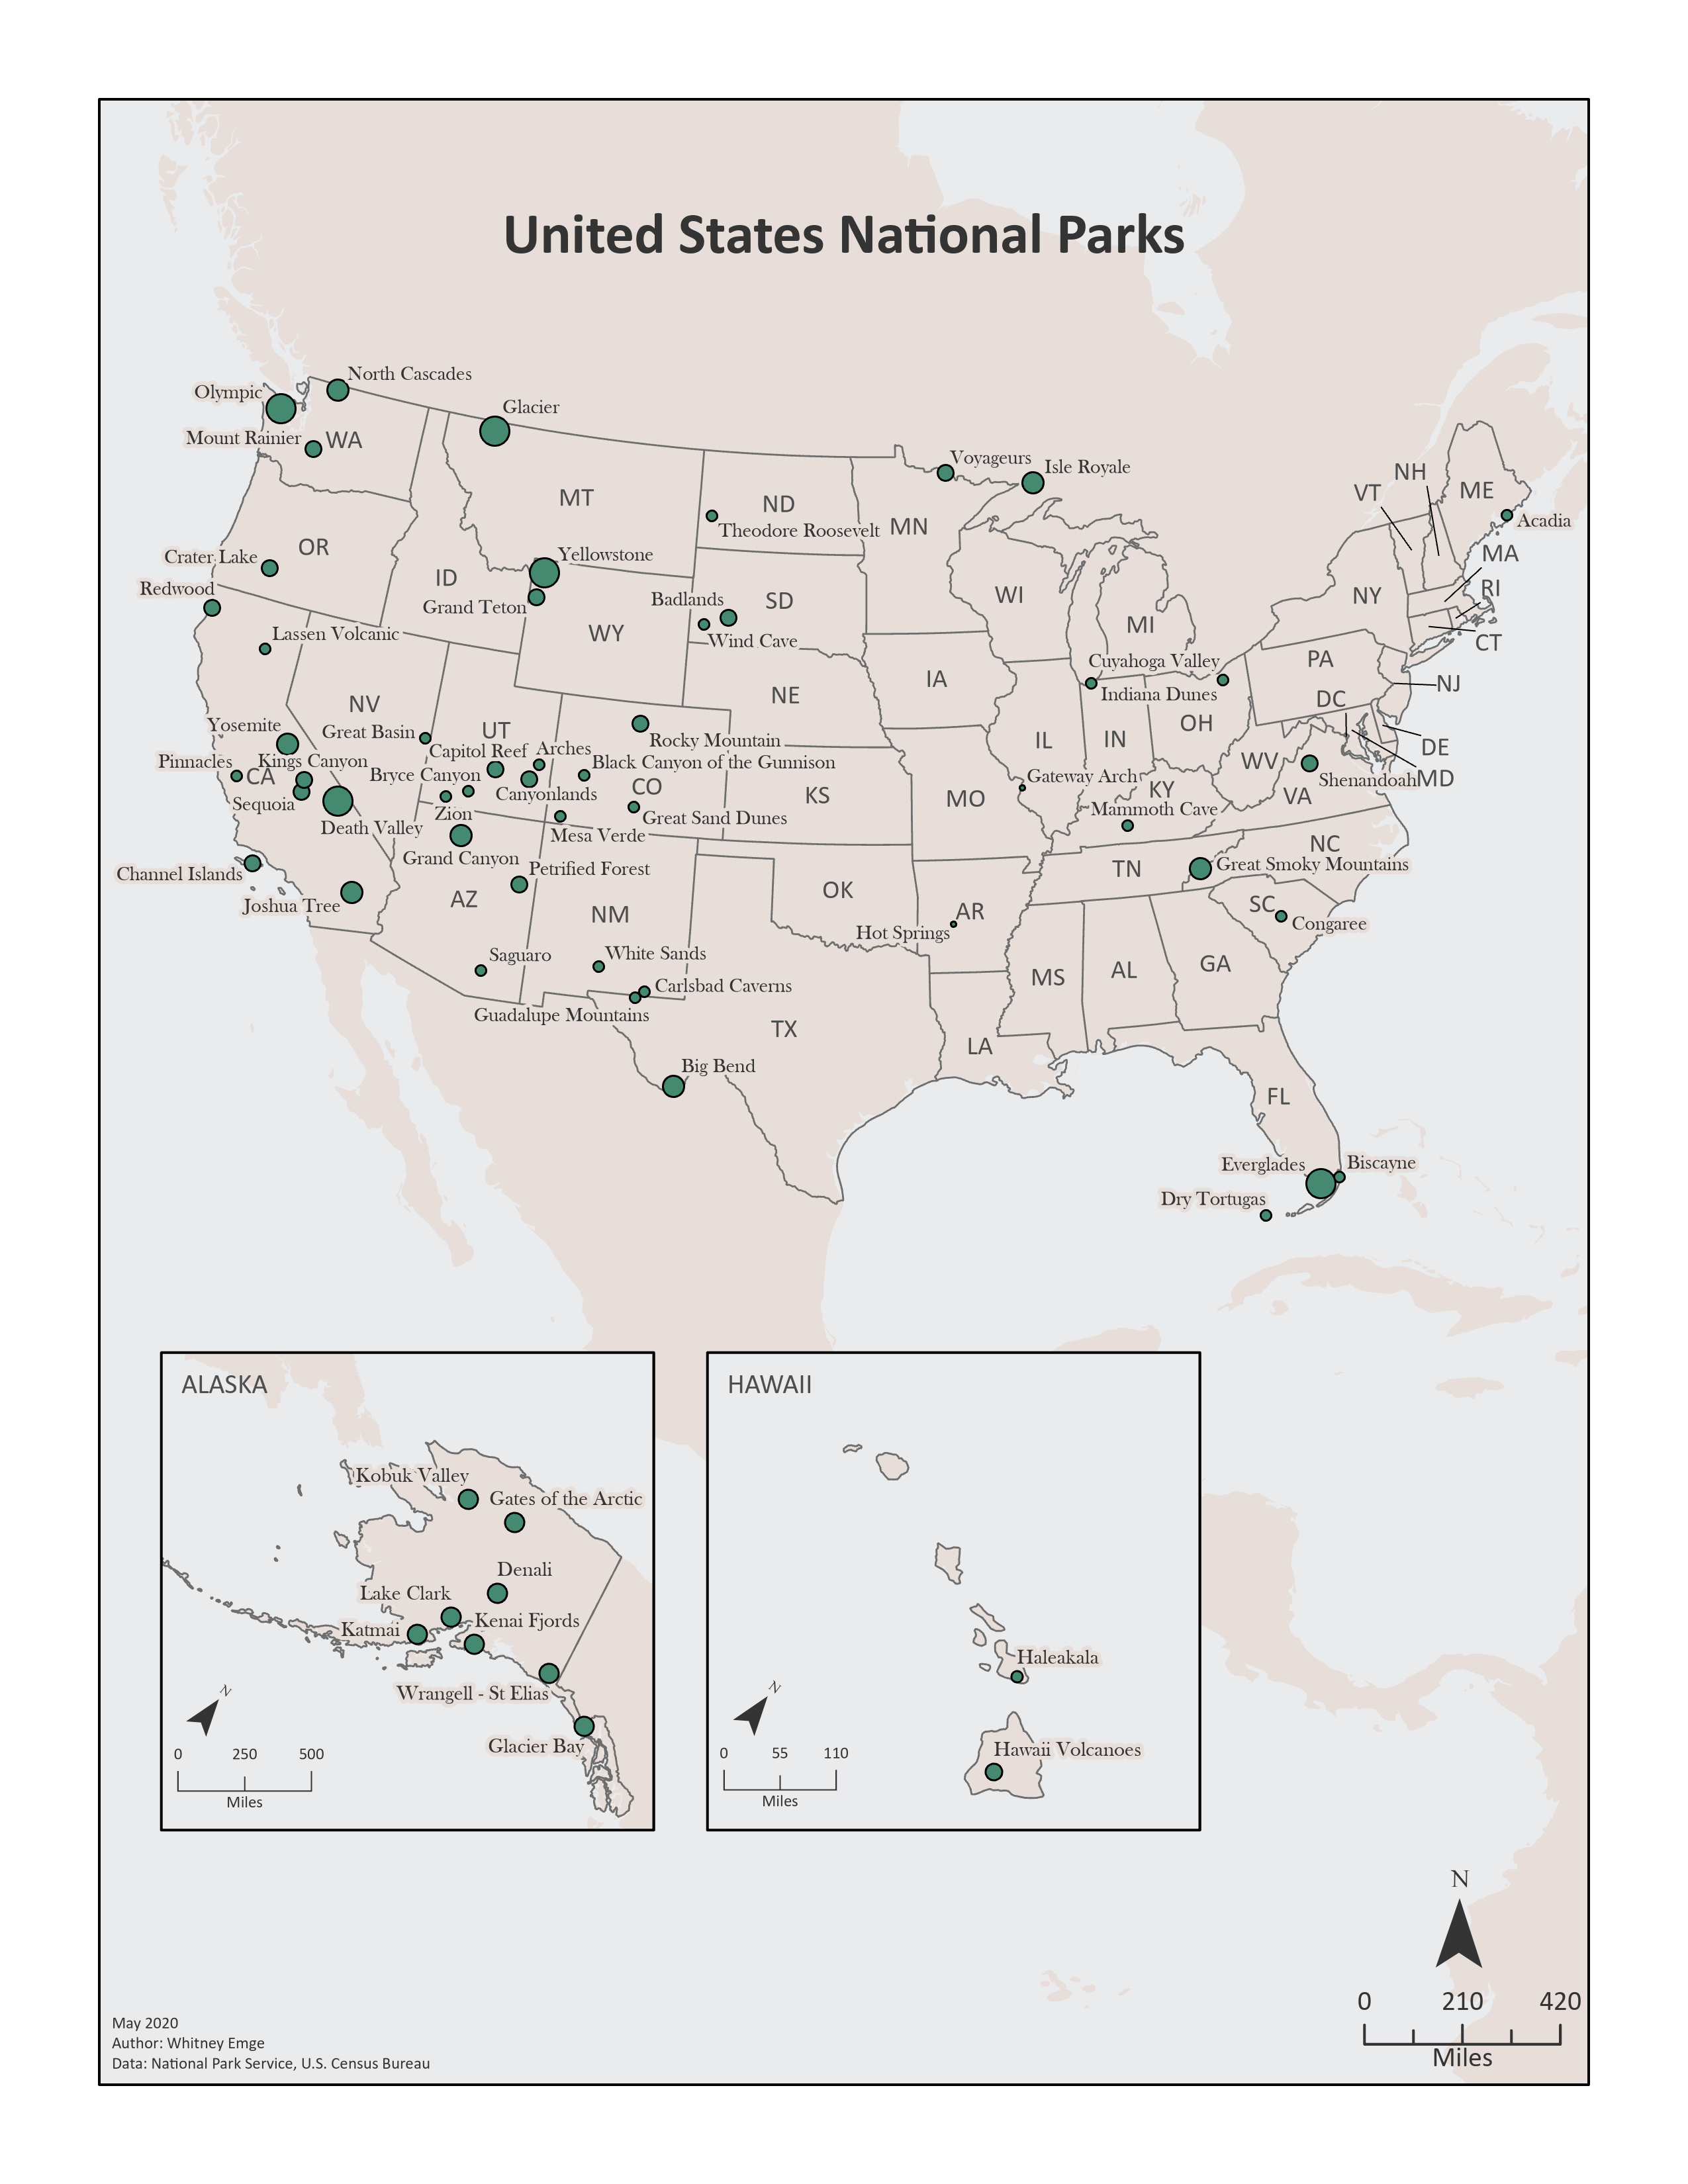 United States National Parks
North Cascades
Olympic
Glacier
Mount Rainier
WA
Voyageurs
Isle Royale
NH
VT
ME
MT
ND
Theodore Roosevelt
MN
Acadia
OR
Crater Lake
Yellowstone
MA
ID
Redwood
Grand Teton
Badlands
SD
WI
NY
RI
Lassen Volcanic
WY
Wind Cave
MI
CT
Cuyahoga Valley
PA
IA
Indiana Dunes
NJ
NE
DC
NV
Yosemite
Great Basin
UT
OH
Rocky Mountain
IL
IN
DE
Capitol Reef
Arches
Pinnacles
Kings Canyon
Black Canyon of the Gunnison
WV
CA
Bryce Canyon
Gateway Arch
Shenandoah
MD
Canyonlands
CO
KS
MO
KY
VA
Sequoia
Zion
Great Sand Dunes
Mammoth Cave
Death Valley
Mesa Verde
NC
Grand Canyon
Petrified Forest
TN
Great Smoky Mountains
Channel Islands
OK
AZ
Joshua Tree
NM
AR
SC
Hot Springs
Congaree
Saguaro
White Sands
MS
AL
GA
Carlsbad Caverns
Guadalupe Mountains
TX
LA
Big Bend
FL
Everglades
Biscayne
Dry Tortugas
ALASKA
Kobuk Valley
Gates of the Arctic
Denali
Lake Clark
Kenai Fjords
Katmai
Wrangell - St Elias
Glacier Bay
N
0 250 500
Miles
HAWAII
Haleakala
Hawaii Volcanoes
N
0 55 110
Miles
N
0 210 420
Miles
May 2020
Author: Whitney Emge
Data: National Park Service, U.S. Census Bureau